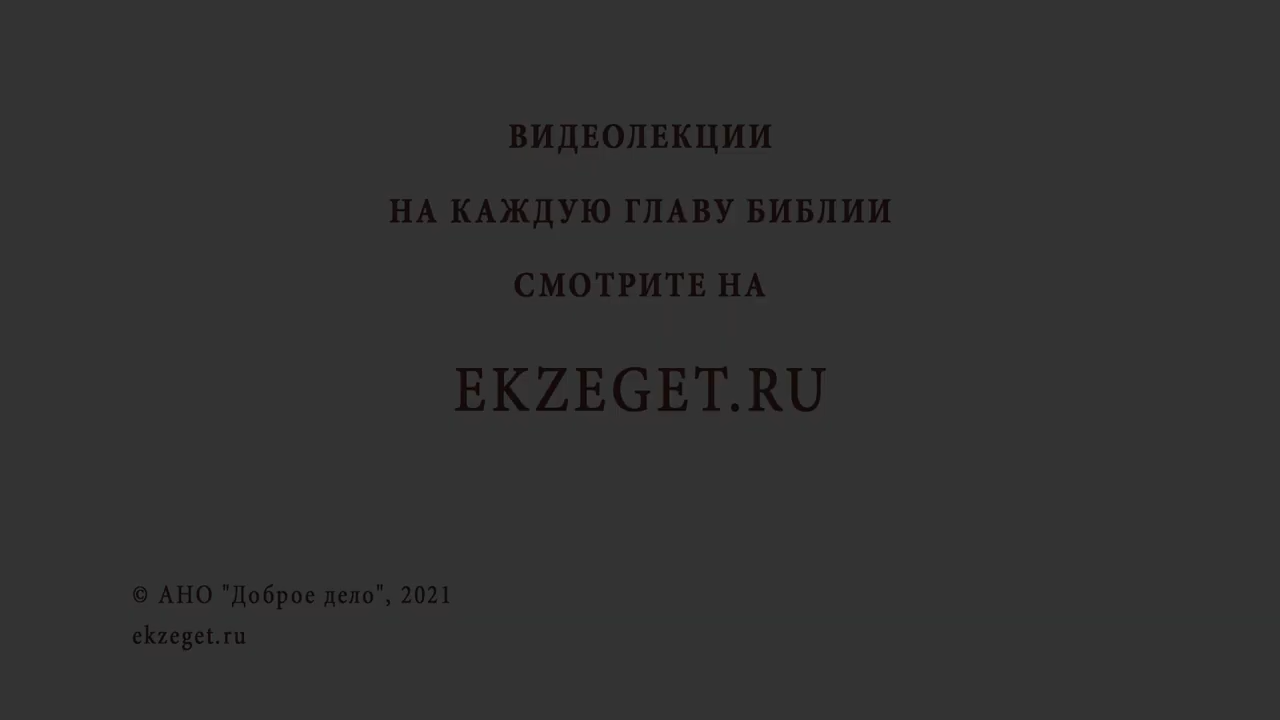 ВИДЕОЛЕКЦИИ
НА КАЖДУЮ ГЛАВУ БИБЛИИ
СМОТРИТЕ НА
EKZEGET.RU
© АНО "Доброе дело", 2021
ekzeget.ru